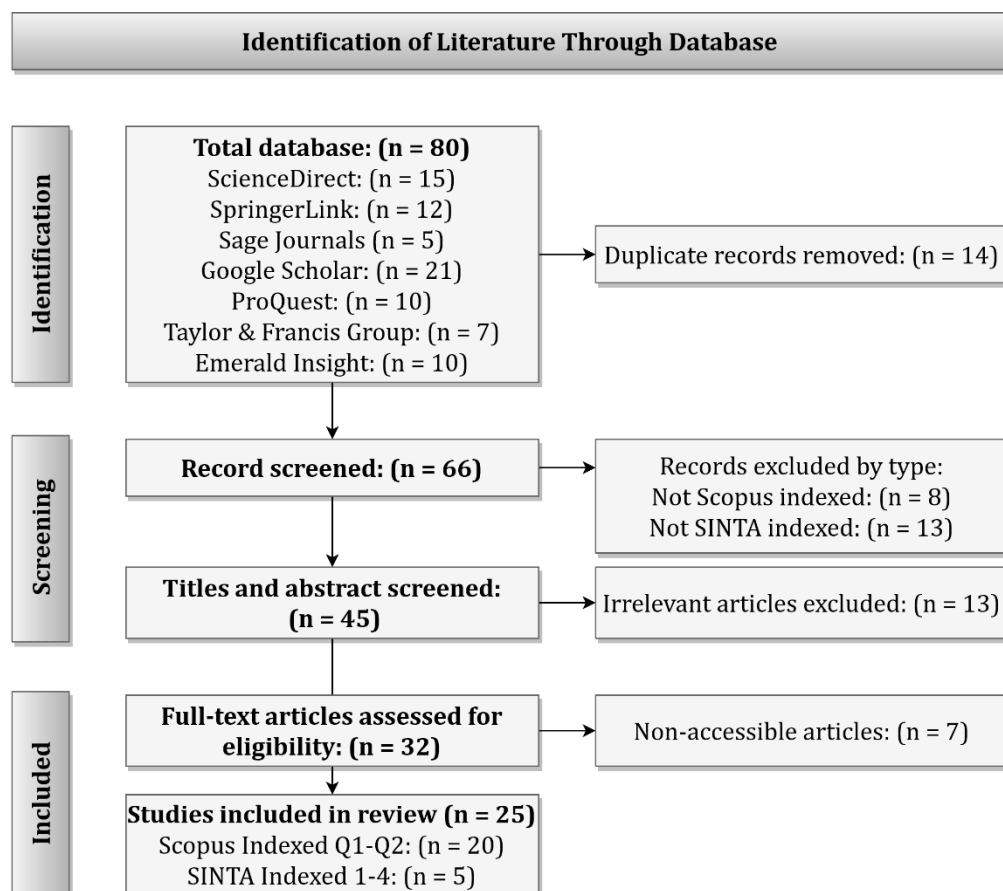 Identification of Literature Through Database
Identification
Total database: (n = 80)
ScienceDirect: (n = 15)
SpringerLink: (n = 12)
Sage Journals (n = 5)
Google Scholar: (n = 21)
ProQuest: (n = 10)
Taylor & Francis Group: (n = 7)
Emerald Insight: (n = 10)
Duplicate records removed: (n = 14)
Screening
Record screened: (n = 66)
Records excluded by type:
Not Scopus indexed: (n = 8)
Not SINTA indexed: (n = 13)
Titles and abstract screened:
(n = 45)
Irrelevant articles excluded: (n = 13)
Included
Full-text articles assessed for
eligibility: (n = 32)
Non-accessible articles: (n = 7)
Studies included in review (n = 25)
Scopus Indexed Q1-Q2: (n = 20)
SINTA Indexed 1-4: (n = 5)